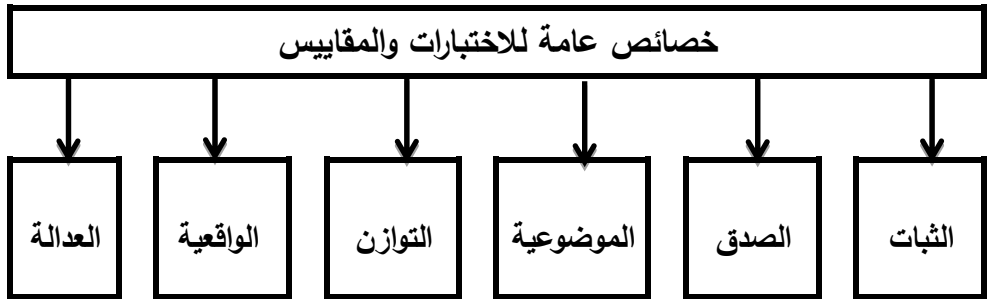 خصائص عامة للاختبارات والمقاييس
الثبات
الصدق
الموضوعية
التوازن
الواقعية
العدالة